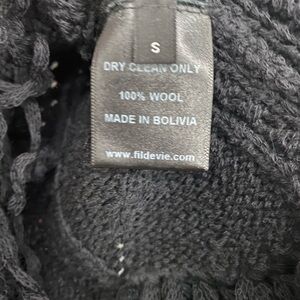 S
DRY CLEAN ONLY
100% WOOL
MADE IN BOLIVIA
www.fildevie.com